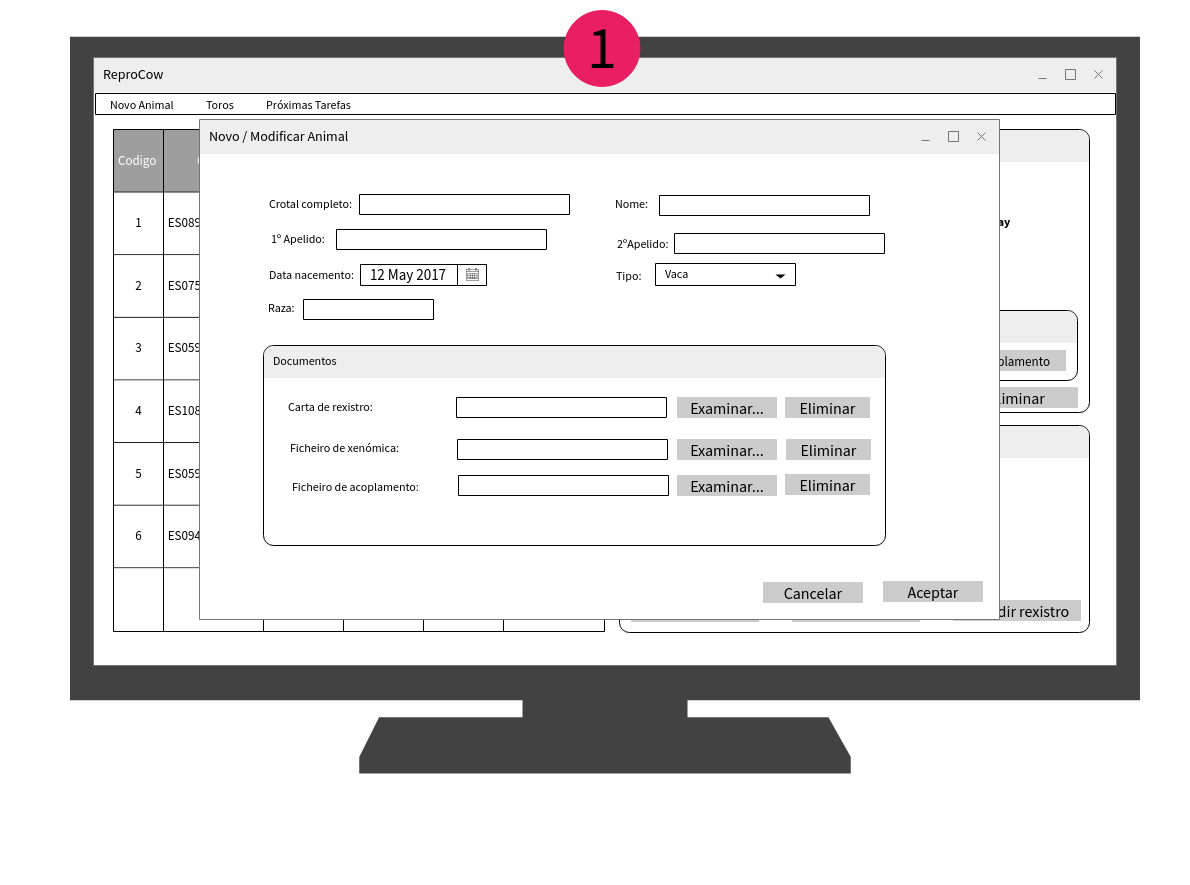 1
ReproCow
Novo Animal Toros Próximas Tarefas
Novo / Modificar Animal
Codigo
Crotal completo: Nome:
1 ES089
1º Apelido: 2ºApelido:
Data nacemento: 12 May 2017 Tipo: Vaca
2 ES075
Raza:
3 ES059
Documentos
Carta de rexistro: Examinar... Eliminar
4 ES108
Ficheiro de xenómica: Examinar... Eliminar
5 ES059
Ficheiro de acoplamento: Examinar... Eliminar
6 ES094
Cancelar Aceptar
ay
plamento
liminar
dir rexistro